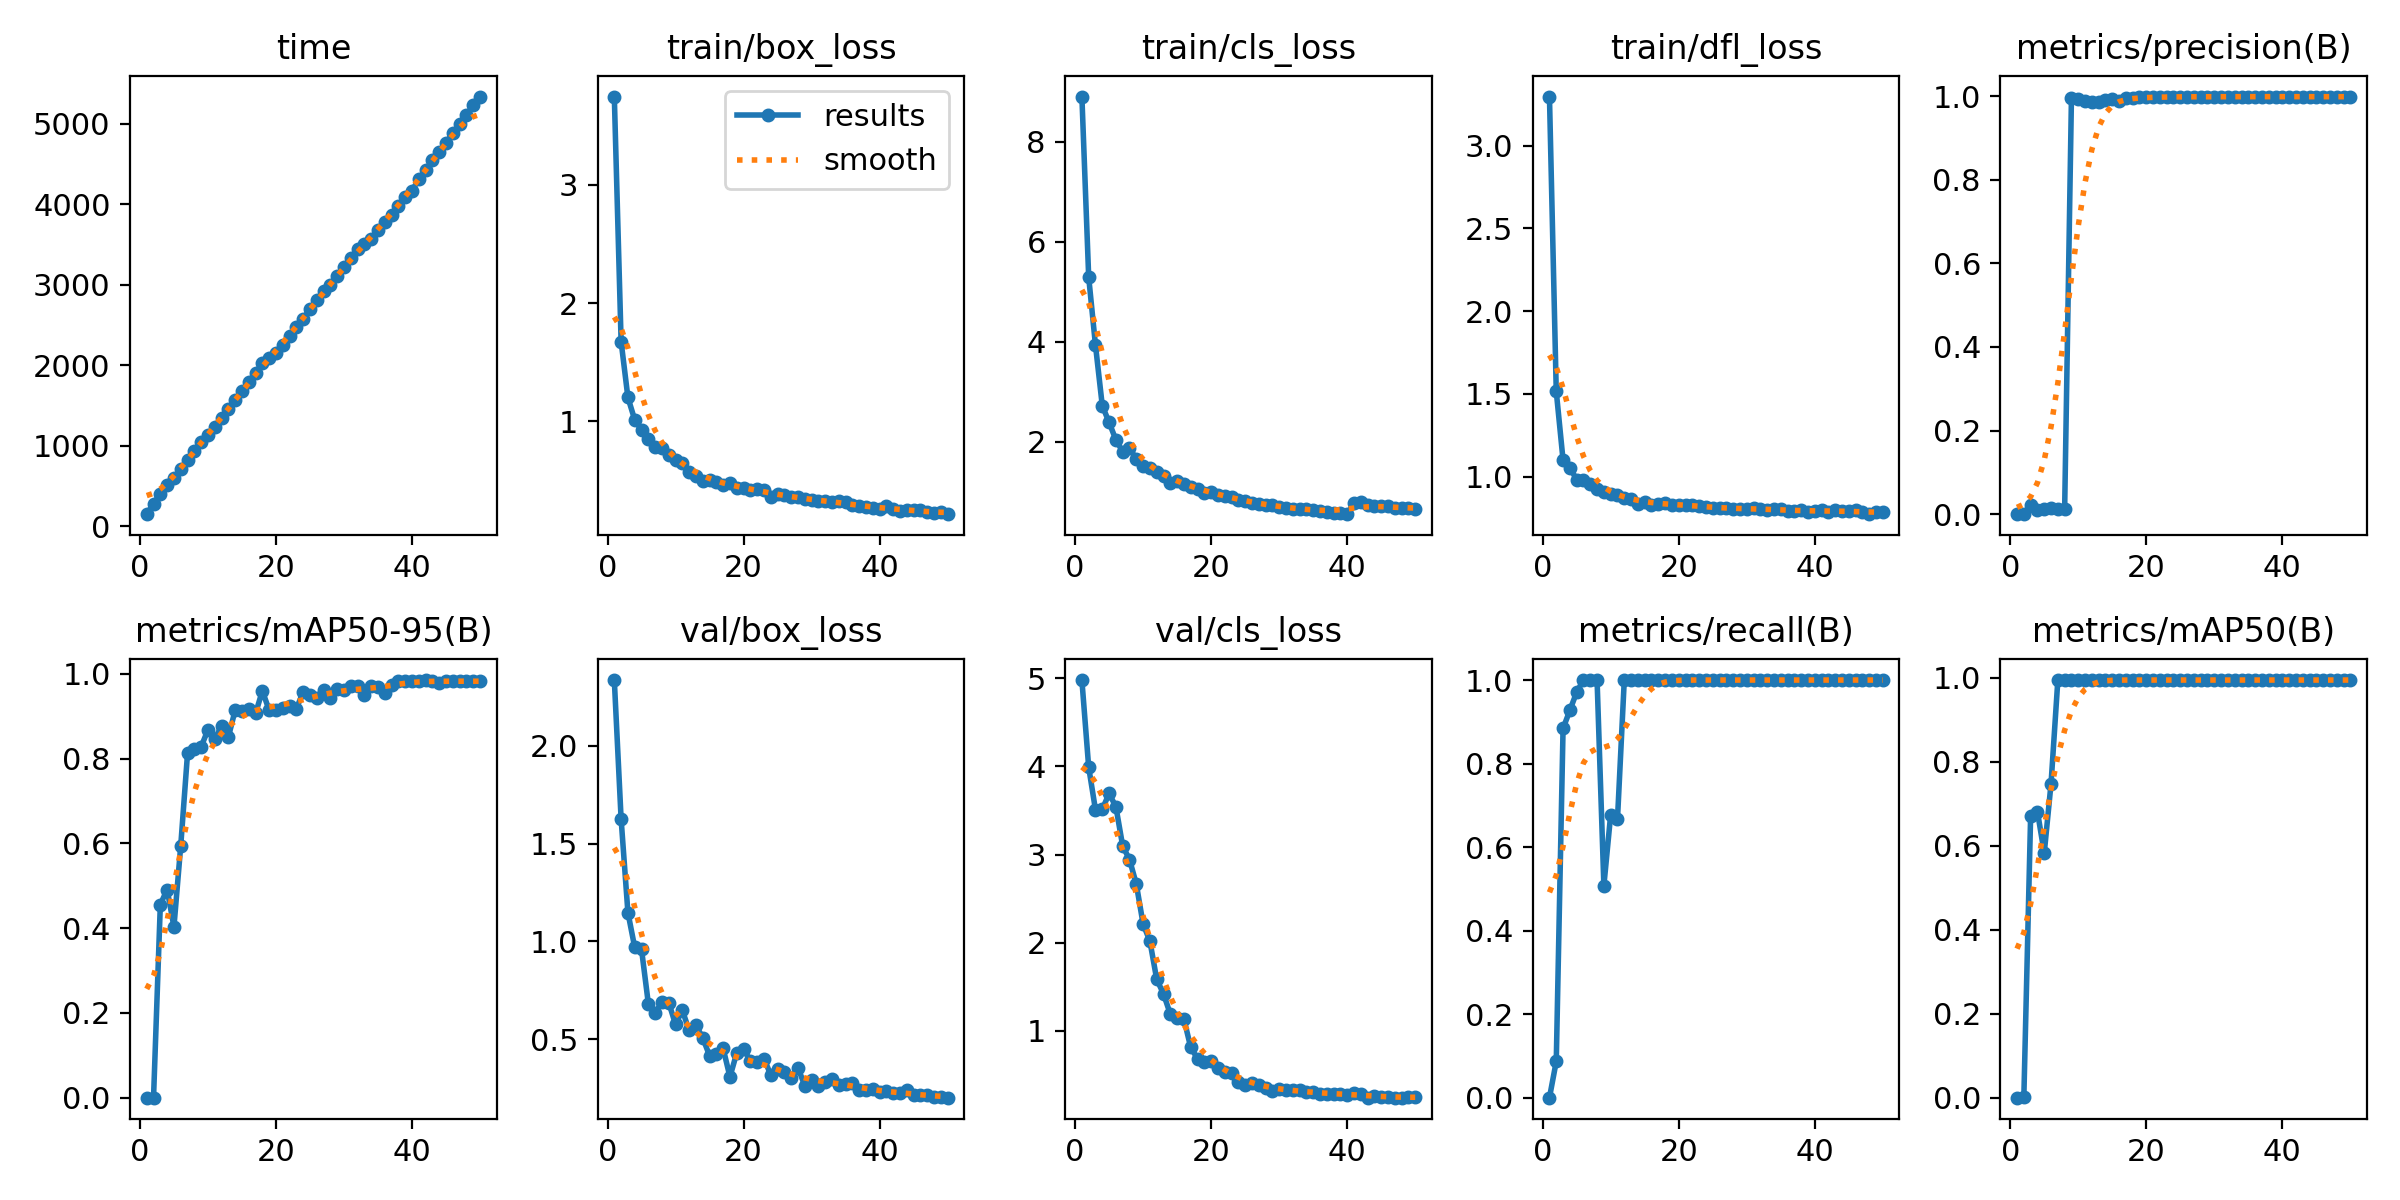 time
train/box_loss
train/cls_loss
train/dfl_loss
metrics/precision(B)
5000
4000
3000
2000
1000
0
0 20 40
3
2
1
0 20 40
results
smooth
8
6
4
2
0 20 40
3.0
2.5
2.0
1.5
1.0
0 20 40
1.0
0.8
0.6
0.4
0.2
0.0
0 20 40
metrics/mAP50-95(B)
val/box_loss
val/cls_loss
metrics/recall(B)
metrics/mAP50(B)
1.0
0.8
0.6
0.4
0.2
0.0
0 20 40
2.0
1.5
1.0
0.5
0 20 40
5
4
3
2
1
0 20 40
1.0
0.8
0.6
0.4
0.2
0.0
0 20 40
1.0
0.8
0.6
0.4
0.2
0.0
0 20 40